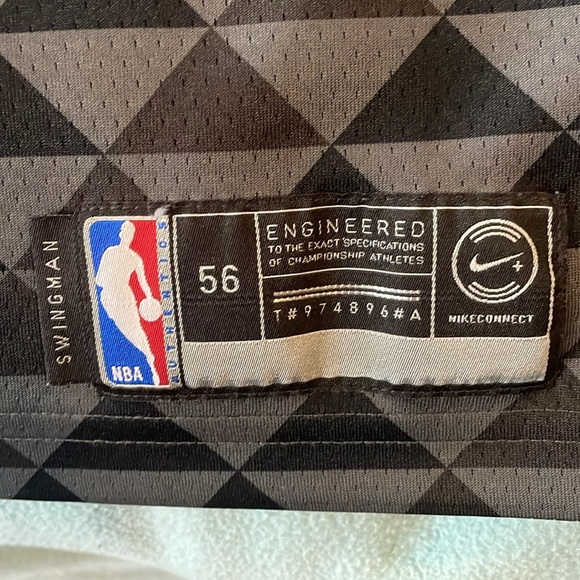 SWINGMAN
NBA
AUTHENTICS
56
ENGINEERED
TO THE EXACT SPECIFICATIONS
OF CHAMPIONSHIP ATHLETES
T#974896#A
NIKECONNECT